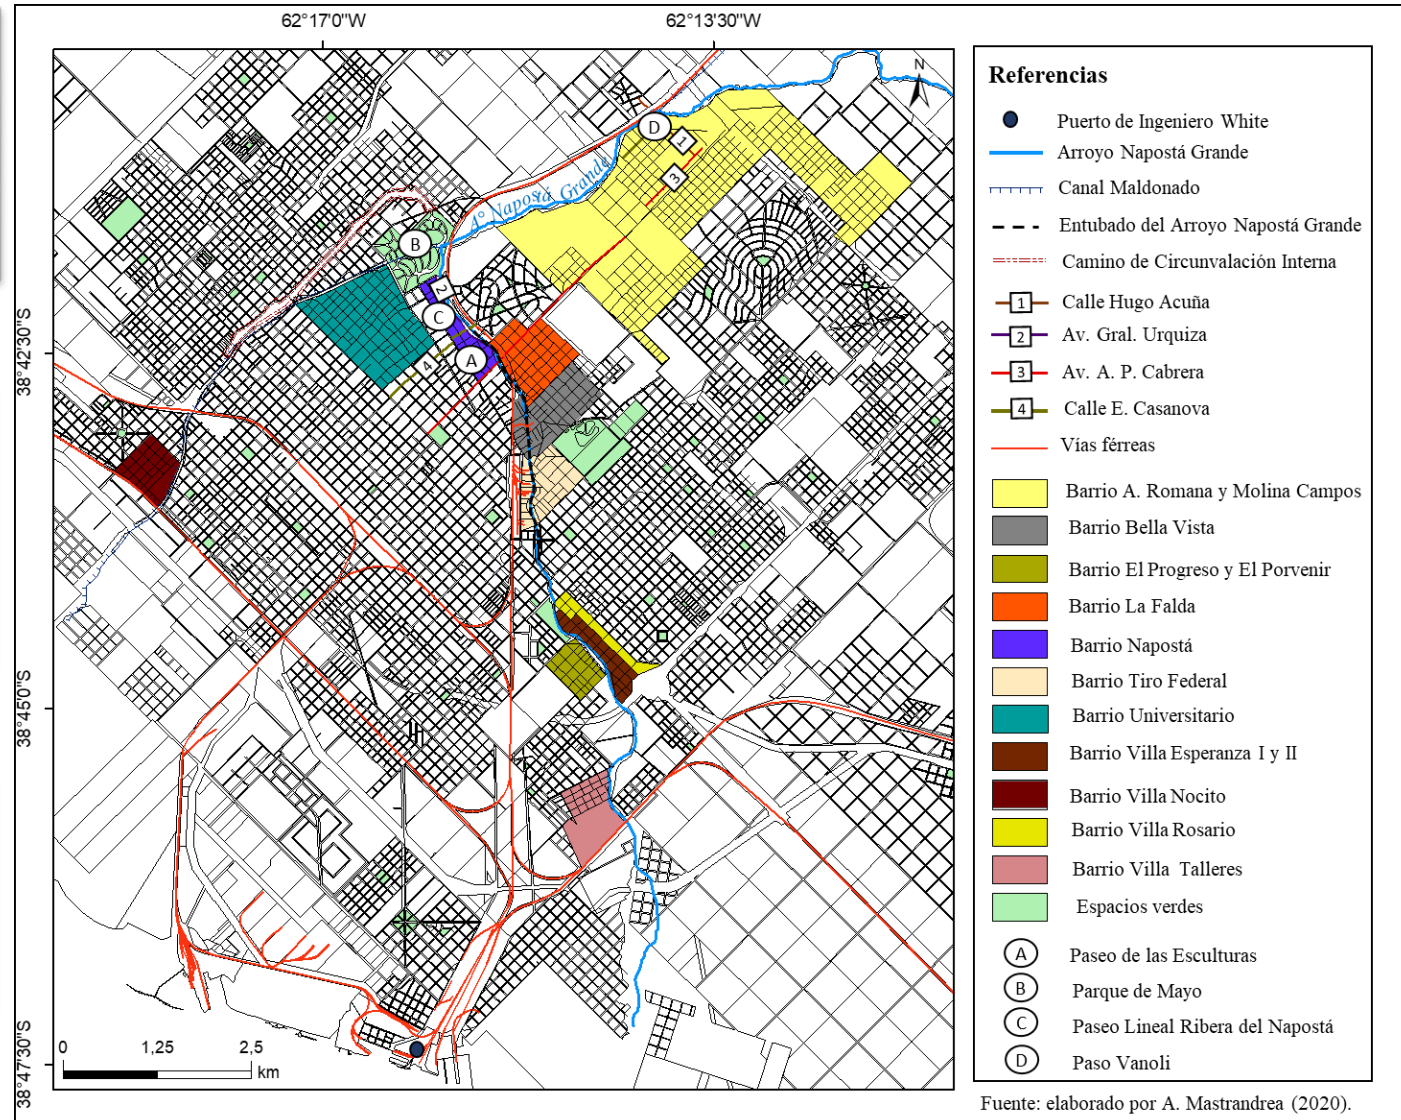 62°17'0"W
62°13'30"W
38°42'30"S
38°45'0"S
38°47'30"S
N
D
1
3
A° Napostá Grande
B
2
C
4
A
0
1,25
2,5
km
Referencias
Puerto de Ingeniero White
Arroyo Napostá Grande
Canal Maldonado
Entubado del Arroyo Napostá Grande
Camino de Circunvalación Interna
1 Calle Hugo Acuña
2 Av. Gral. Urquiza
3 Av. A. P. Cabrera
4 Calle E. Casanova
Vías férreas
Barrio A. Romana y Molina Campos
Barrio Bella Vista
Barrio El Progreso y El Porvenir
Barrio La Falda
Barrio Napostá
Barrio Tiro Federal
Barrio Universitario
Barrio Villa Esperanza I y II
Barrio Villa Nocito
Barrio Villa Rosario
Barrio Villa Talleres
Espacios verdes
A Paseo de las Esculturas
B Parque de Mayo
C Paseo Lineal Ribera del Napostá
D Paso Vanoli
Fuente: elaborado por A. Mastrandrea (2020).